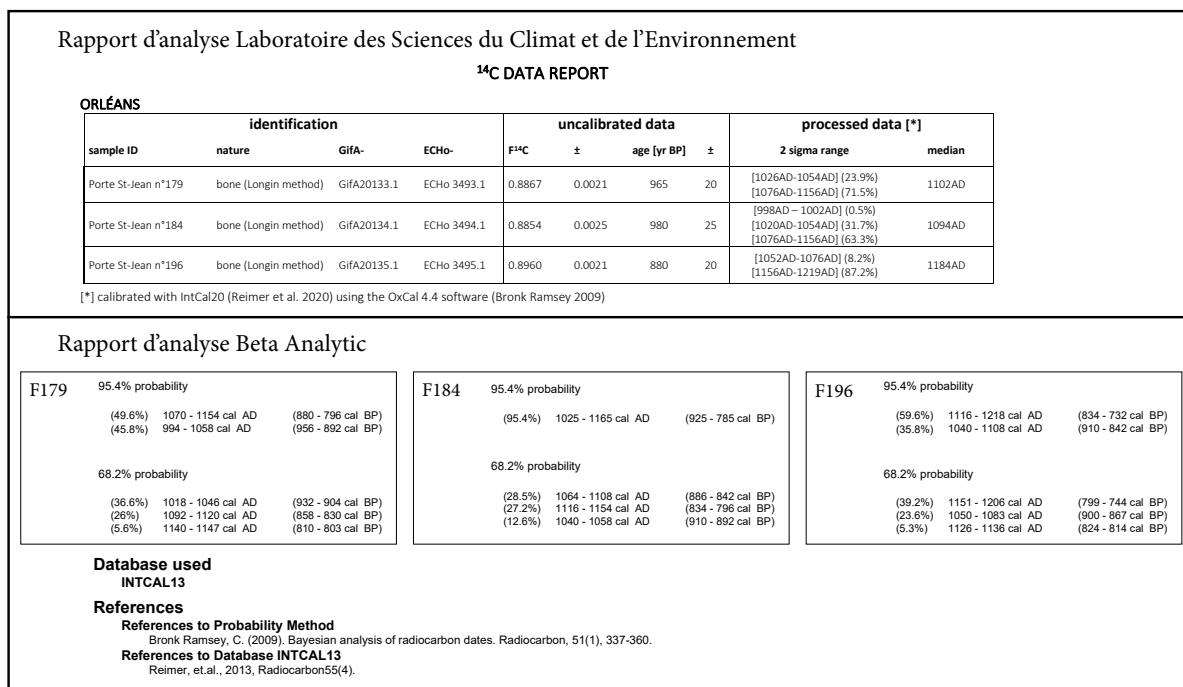 Rapport d'analyse Laboratoire des Sciences du Climat et de l'Environnement
¹⁴C DATA REPORT
ORLÉANS
identification uncalibrated data processed data [*]
sample ID nature GifA- ECHo- F¹⁴C ± age [yr BP] ± 2 sigma range median
Porte St-Jean n°179 bone (Longin method) GifA20133.1 ECHo 3493.1 0.8867 0.0021 965 20 [1026AD-1054AD] (23.9%) 1102AD
[1076AD-1156AD] (71.5%)
[998AD – 1002AD] (0.5%)
Porte St-Jean n°184 bone (Longin method) GifA20134.1 ECHo 3494.1 0.8854 0.0025 980 25 [1020AD-1054AD] (31.7%) 1094AD
[1076AD-1156AD] (63.3%)
Porte St-Jean n°196 bone (Longin method) GifA20135.1 ECHo 3495.1 0.8960 0.0021 880 20 [1052AD-1076AD] (8.2%) 1184AD
[1156AD-1219AD] (87.2%)
[*] calibrated with IntCal20 (Reimer et al. 2020) using the OxCal 4.4 software (Bronk Ramsey 2009)
Rapport d'analyse Beta Analytic
F179
95.4% probability
(49.6%) 1070 - 1154 cal AD (880 - 796 cal BP)
(45.8%) 994 - 1058 cal AD (956 - 892 cal BP)
68.2% probability
(36.6%) 1018 - 1046 cal AD (932 - 904 cal BP)
(26%) 1092 - 1120 cal AD (858 - 830 cal BP)
(5.6%) 1140 - 1147 cal AD (810 - 803 cal BP)
F184
95.4% probability
(95.4%) 1025 - 1165 cal AD (925 - 785 cal BP)
68.2% probability
(28.5%) 1064 - 1108 cal AD (886 - 842 cal BP)
(27.2%) 1116 - 1154 cal AD (834 - 796 cal BP)
(12.6%) 1040 - 1058 cal AD (910 - 892 cal BP)
F196
95.4% probability
(59.6%) 1116 - 1218 cal AD (834 - 732 cal BP)
(35.8%) 1040 - 1108 cal AD (910 - 842 cal BP)
68.2% probability
(39.2%) 1151 - 1206 cal AD (799 - 744 cal BP)
(23.6%) 1050 - 1083 cal AD (900 - 867 cal BP)
(5.3%) 1126 - 1136 cal AD (824 - 814 cal BP)
Database used
INTCAL13
References
References to Probability Method
Bronk Ramsey, C. (2009). Bayesian analysis of radiocarbon dates. Radiocarbon, 51(1), 337-360.
References to Database INTCAL13
Reimer, et.al., 2013, Radiocarbon55(4).